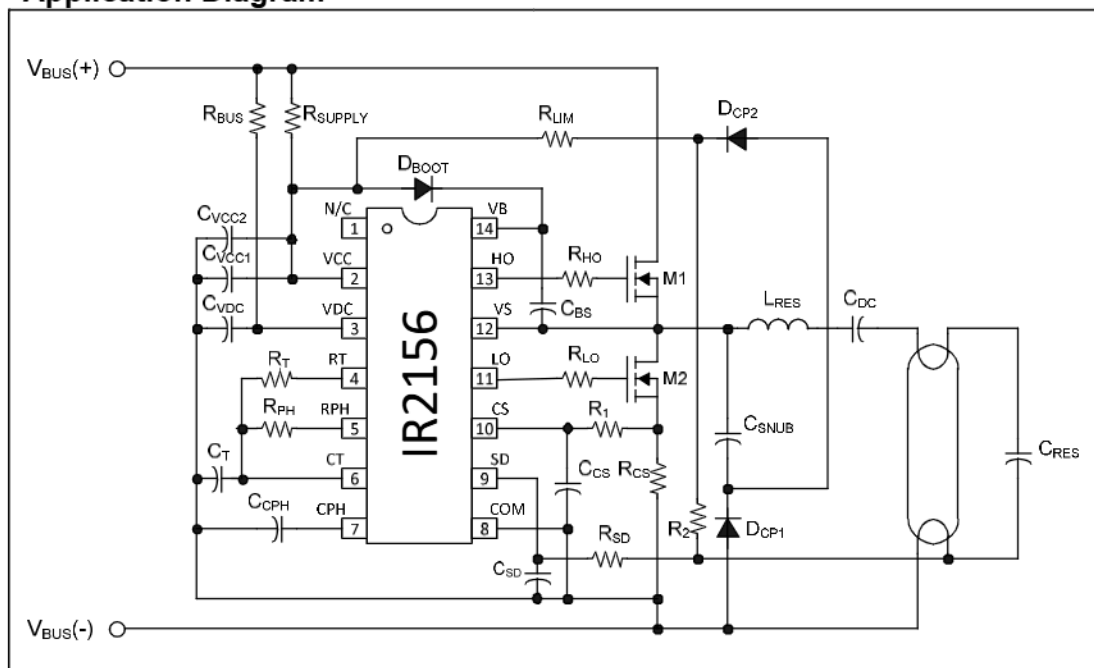 Application Diagram
VBUS(+)
RBUS
RSUPPLY
RLIM
DCP2
DBOOT
CVCC2
N/C
1
VB
14
CVCC1
VCC
2
HO
13
RHO
M1
CVDC
VDC
3
VS
12
CBS
LRES
CDC
RT
RT
4
LO
11
RLO
M2
RPH
RPH
5
CS
10
R1
CSNUB
CT
CT
6
SD
9
CCS
RCS
CRES
CCPH
CPH
7
COM
8
R2
DCP1
RSD
CSD
IR2156
VBUS(-)